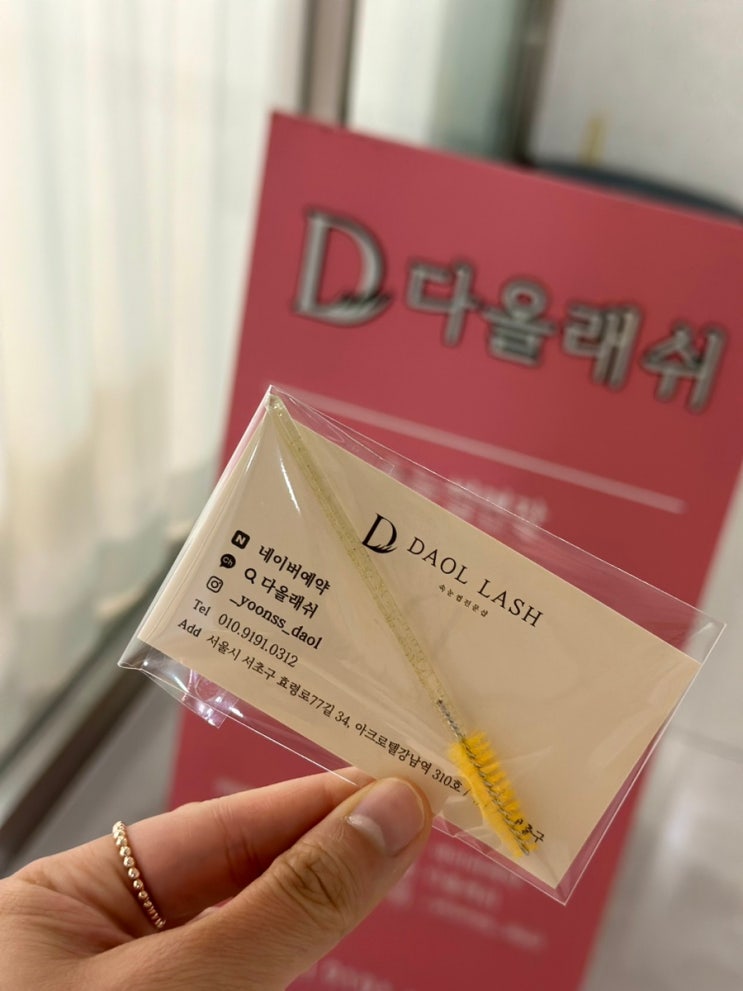 D 다올래쉬
D DAOL LASH
속눈썹전문샵
N 네이버예약
Ch 다올래쉬
_yoonss_daol
Tel 010.9191.0312
Add 서울시 서초구 효령로77길 34, 아크로텔강남역 310호 /